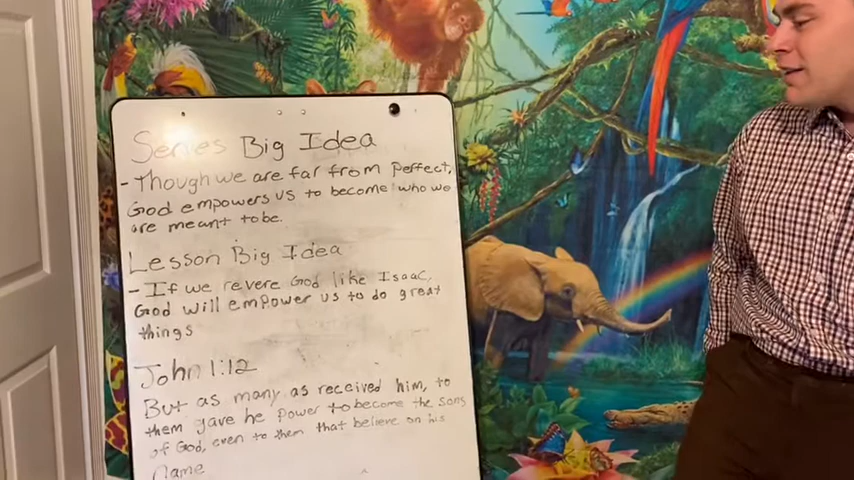 Series Big Idea
- Though we are far from perfect,
God empowers us to become who we
are meant to be.
Lesson Big Idea
- If we revere God like Isaac,
God will empower us to do great
things
John 1:12
But as many as received him, to
them gave he power to become the sons
of God, even to them that believe on his
name